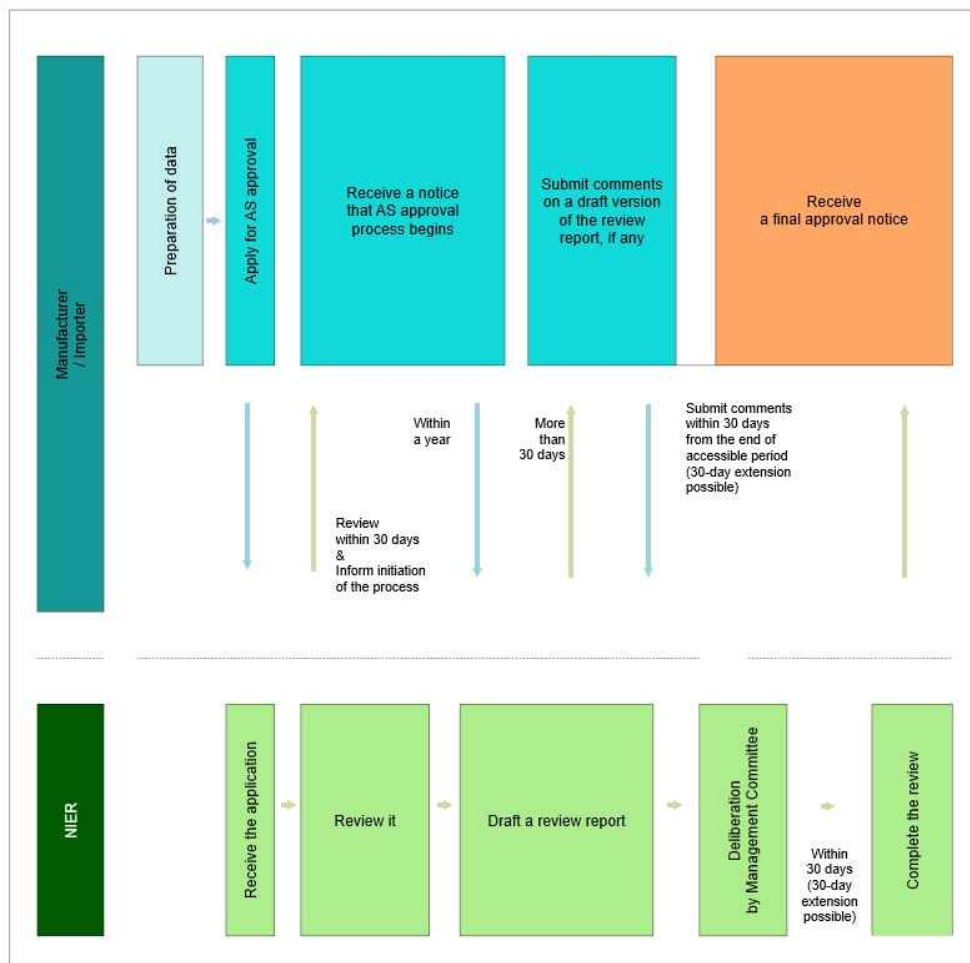 Manufacturer
/ Importer
Preparation of data
Apply for AS approval
Receive a notice
that AS approval
process begins
Submit comments
on a draft version
of the review
report, if any
Receive
a final approval notice
Review
within 30 days
&
Inform initiation
of the process
Within
a year
More
than
30 days
Submit comments
within 30 days
from the end of
accessible period
(30-day extension
possible)
NIER
Receive the application
Review it
Draft a review report
Deliberation
by Management Committee
Within
30 days
(30-day
extension
possible)
Complete the review